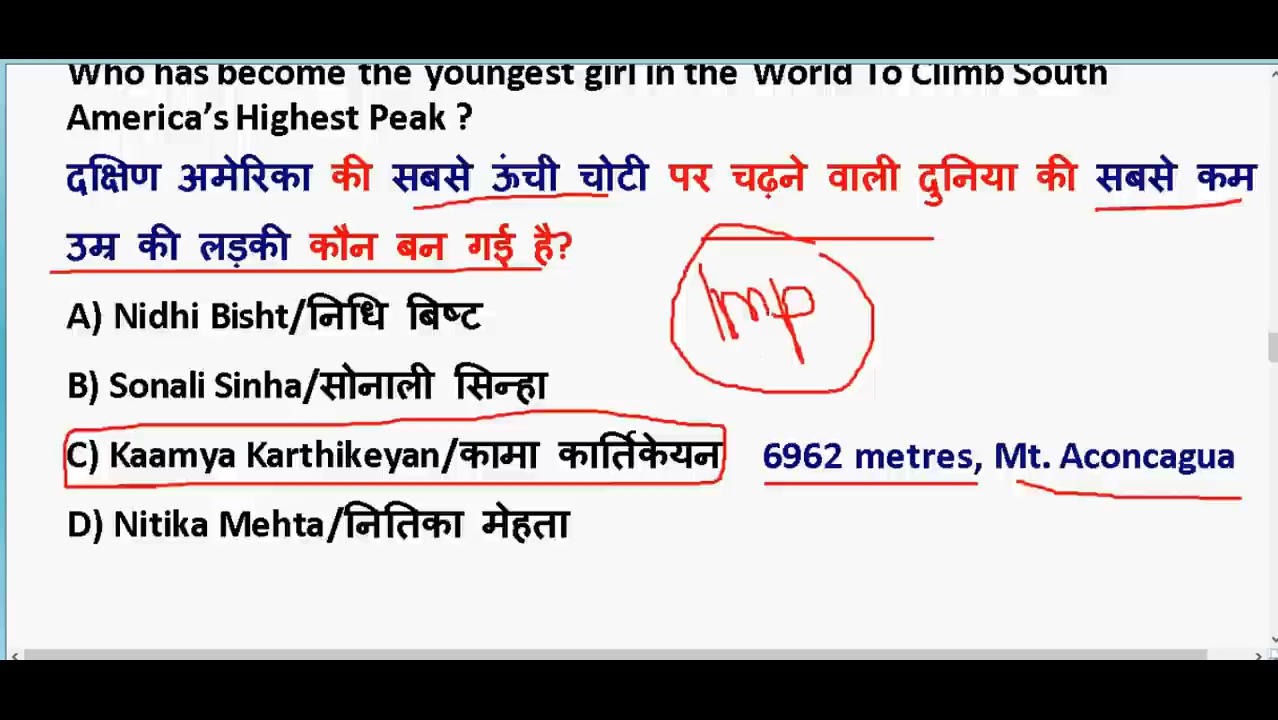 Who has become the youngest girl in the World To Climb South
America’s Highest Peak ?
दक्षिण अमेरिका की सबसे ऊंची चोटी पर चढ़ने वाली दुनिया की सबसे कम
उम्र की लड़की कौन बन गई है?
Imp
A) Nidhi Bisht/निधि बिष्ट
B) Sonali Sinha/सोनाली सिन्हा
C) Kaamya Karthikeyan/कामा कार्तिकेयन 6962 metres, Mt. Aconcagua
D) Nitika Mehta/नितिका मेहता